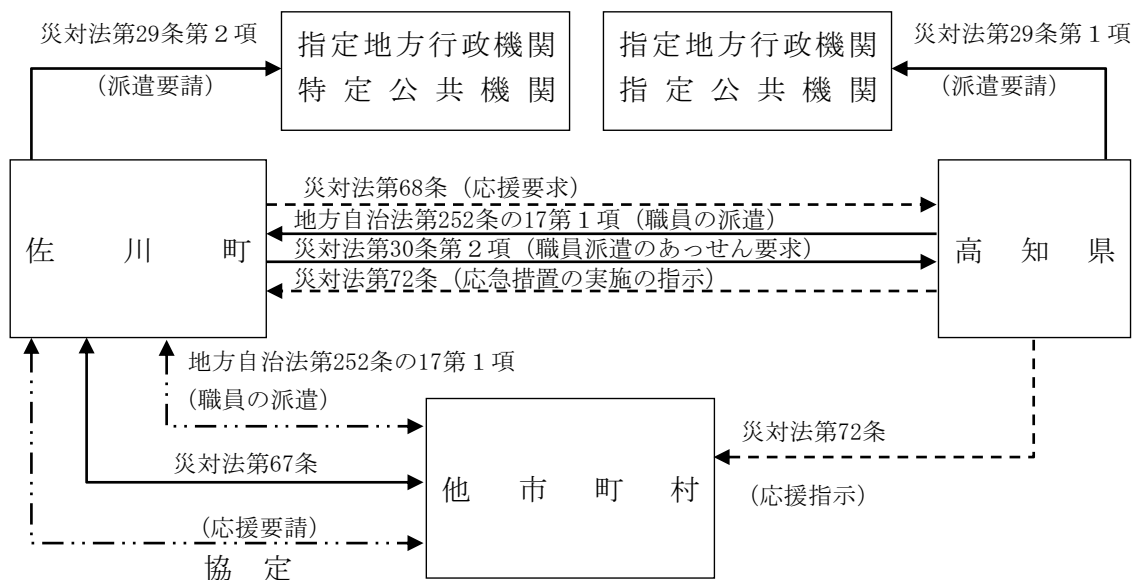 災対法第29条第２項
(派遣要請)
指定地方行政機関
特定公共機関
指定地方行政機関
指定公共機関
災対法第29条第１項
(派遣要請)
佐川町
災対法第68条（応援要求）
地方自治法第252条の17第１項（職員の派遣）
災対法第30条第２項（職員派遣のあっせん要求）
災対法第72条（応急措置の実施の指示）
高知県
地方自治法第252条の17第１項
(職員の派遣)
災対法第67条
(応援要請)
協定
他市町村
災対法第72条
(応援指示)